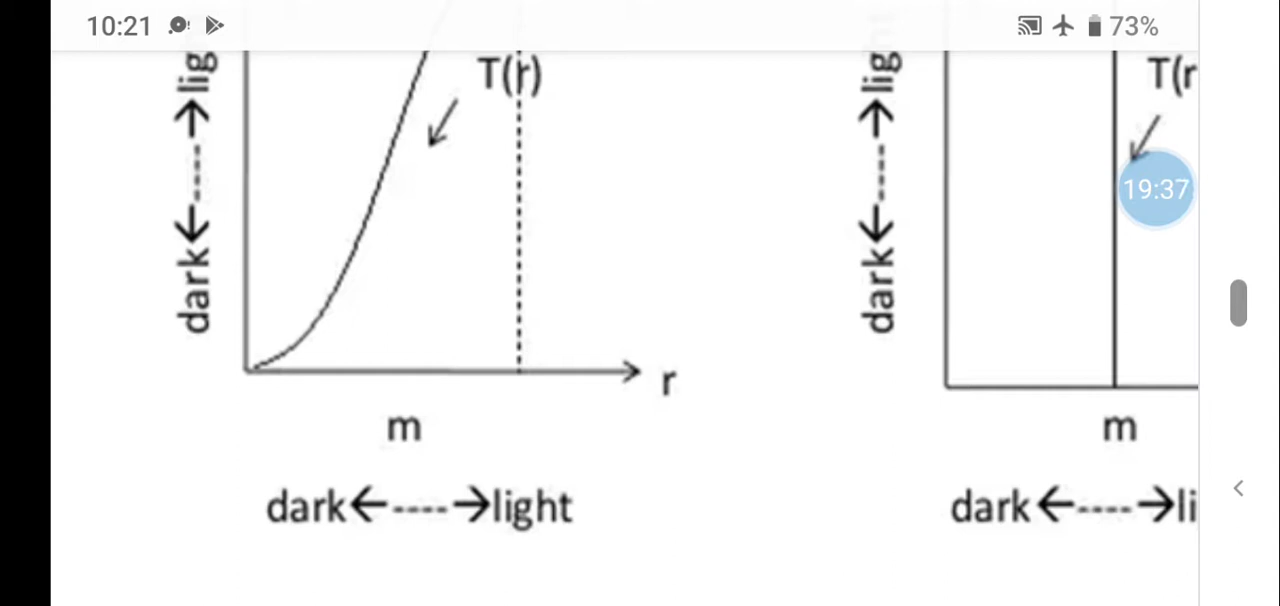 10:21
73%
dark<---->lig
T(r)
r
m
dark<---->light
dark<---->lig
T(r
19:37
m
dark<---->li